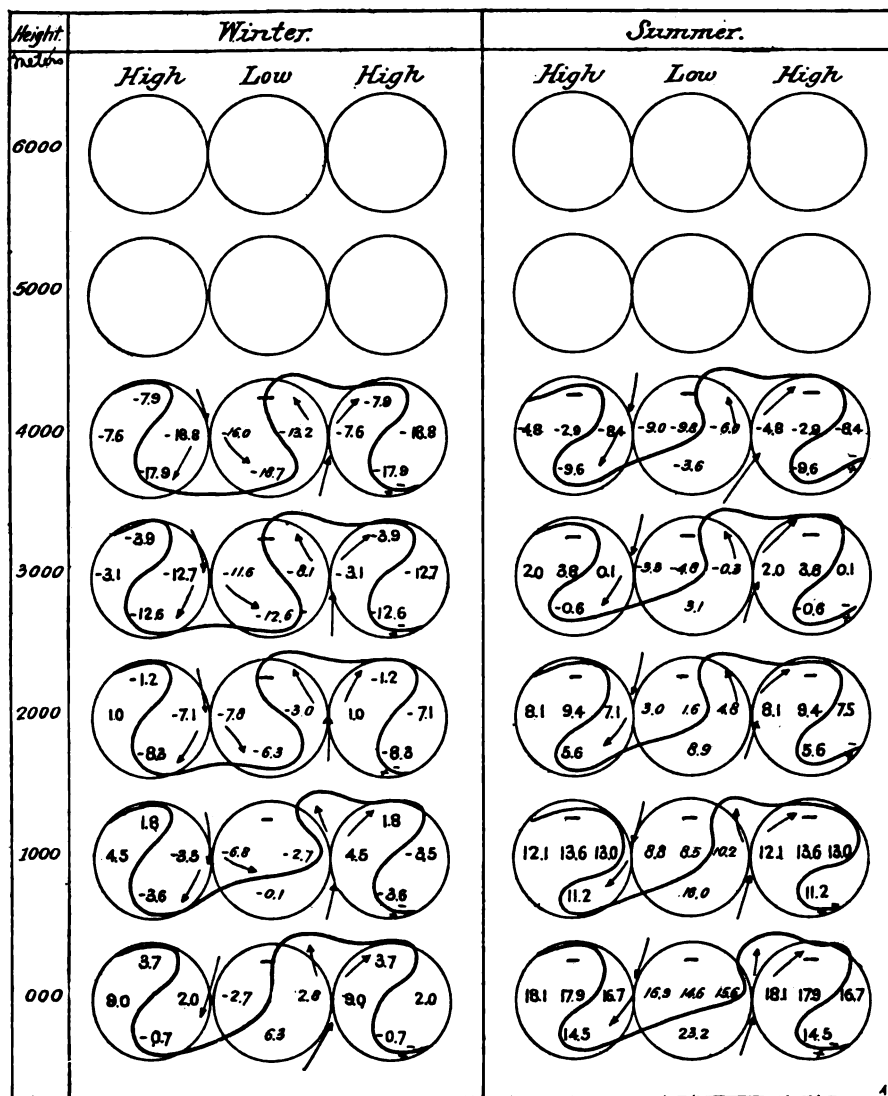 Height. Winter. Summer.
meters
High Low High High Low High
6000
5000
-7.9 — -7.9 — — —
4000 -7.6 -18.8 -16.0 -13.2 -7.6 -18.8 -4.8 -2.9 -8.4 -9.0 -9.8 -6.0 -4.8 -2.9 -8.4
-17.9 -18.7 -17.9 -9.6 -3.6 -9.6
-3.9 — -3.9 — — —
3000 -3.1 -12.7 -11.6 -8.1 -3.1 -12.7 2.0 3.8 0.1 -3.8 -4.8 -0.3 2.0 3.8 0.1
-12.6 -12.6 -12.6 -0.6 3.1 -0.6
-1.2 — -1.2 — — —
2000 1.0 -7.1 -7.8 -3.0 1.0 -7.1 8.1 9.4 7.1 3.0 1.6 4.8 8.1 9.4 7.5
-8.3 -6.3 -8.3 5.6 8.9 5.6
1.8 — 1.8 — — —
1000 4.5 -3.5 -6.8 -2.7 4.5 -3.5 12.1 13.6 13.0 8.8 8.5 10.2 12.1 13.6 13.0
-3.6 -0.1 -3.6 11.2 16.0 11.2
3.7 — 3.7 — — —
000 9.0 2.0 -2.7 2.8 9.0 2.0 18.1 17.9 16.7 16.9 14.6 15.6 18.1 17.9 16.7
-0.7 6.3 -0.7 14.5 23.2 14.5